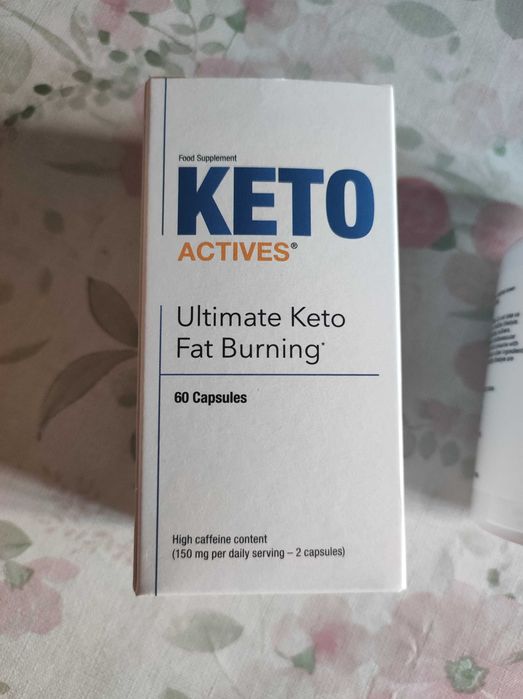 Food Supplement
KETO
ACTIVES®
Ultimate Keto
Fat Burning*
60 Capsules
High caffeine content
(150 mg per daily serving – 2 capsules)